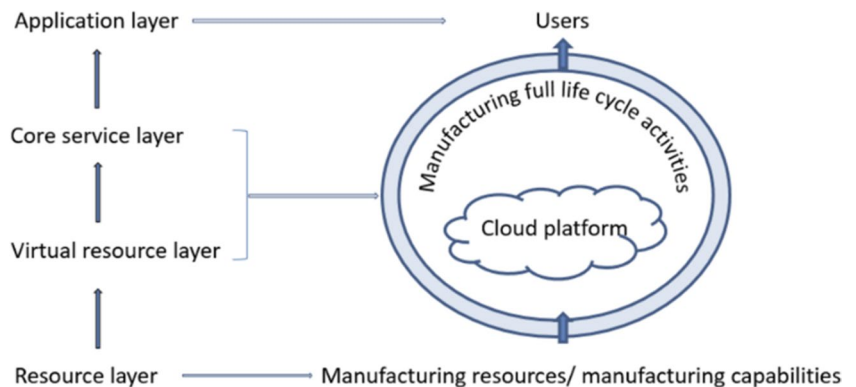 Application layer
Users
Manufacturing full life cycle activities
Core service layer
Cloud platform
Virtual resource layer
Resource layer
Manufacturing resources/ manufacturing capabilities